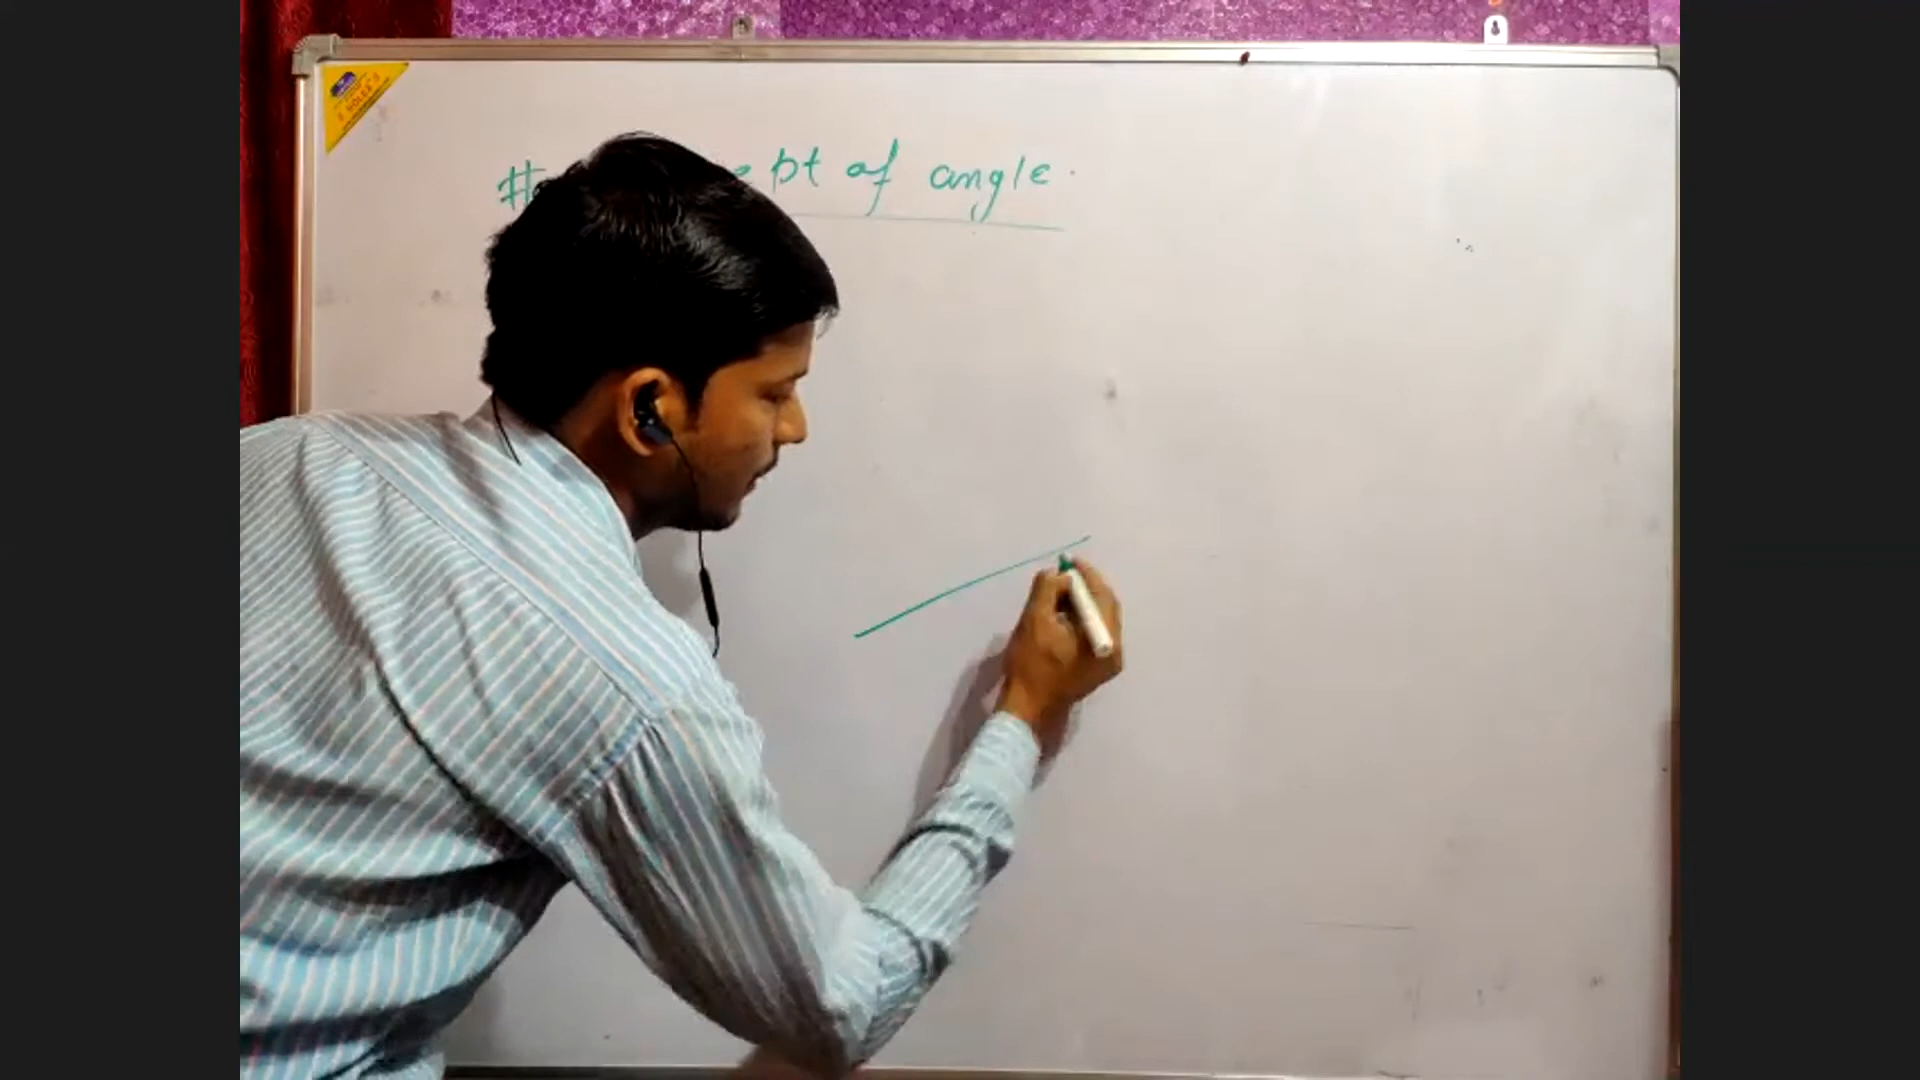 # ept of angle.